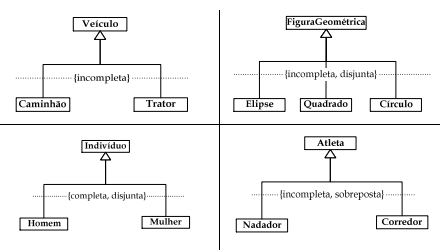 Veículo
{incompleta}
Caminhão Trator
FiguraGeométrica
{incompleta, disjunta}
Elipse Quadrado Círculo
Indivíduo
{completa, disjunta}
Homem Mulher
Atleta
{incompleta, sobreposta}
Nadador Corredor